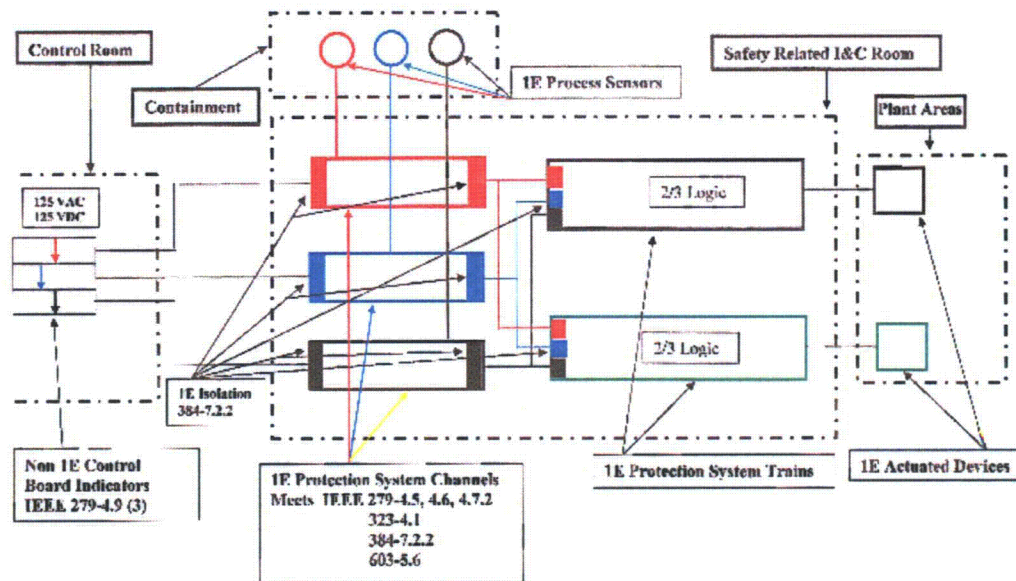 Control Room
Containment
1E Process Sensors
Safety Related I&C Room
Plant Areas
125 VAC
125 VDC
2/3 Logic
2/3 Logic
1E Isolation
384-7.2.2
Non 1E Control
Board Indicators
IEEE 279-4.9 (3)
1E Protection System Channels
Meets IEEE 279-4.5, 4.6, 4.7.2
323-4.1
384-7.2.2
603-5.6
1E Protection System Trains
1E Actuated Devices